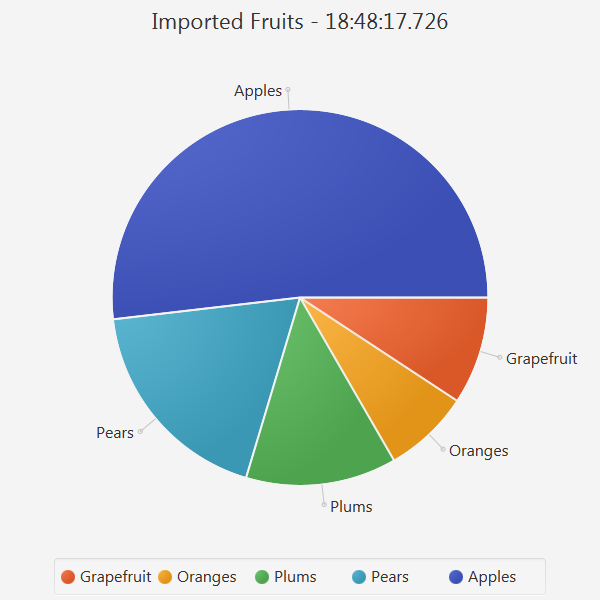 Imported Fruits - 18:48:17.726
Apples
Grapefruit
Pears
Oranges
Plums
Grapefruit Oranges Plums Pears Apples